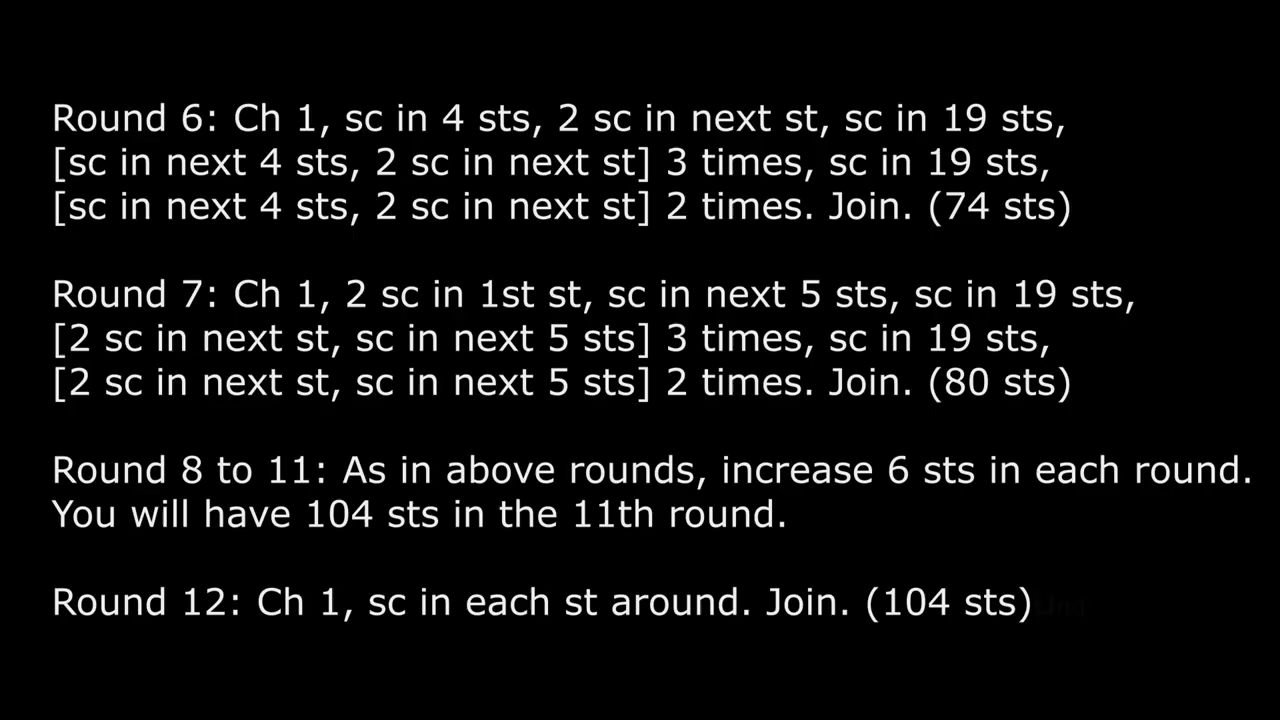 Round 6: Ch 1, sc in 4 sts, 2 sc in next st, sc in 19 sts,
[sc in next 4 sts, 2 sc in next st] 3 times, sc in 19 sts,
[sc in next 4 sts, 2 sc in next st] 2 times. Join. (74 sts)
Round 7: Ch 1, 2 sc in 1st st, sc in next 5 sts, sc in 19 sts,
[2 sc in next st, sc in next 5 sts] 3 times, sc in 19 sts,
[2 sc in next st, sc in next 5 sts] 2 times. Join. (80 sts)
Round 8 to 11: As in above rounds, increase 6 sts in each round.
You will have 104 sts in the 11th round.
Round 12: Ch 1, sc in each st around. Join. (104 sts)